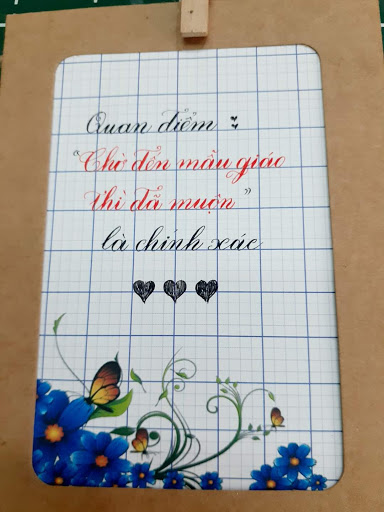 Quan điểm :
"Chờ đến mẫu giáo
thì đã muộn"
là chính xác